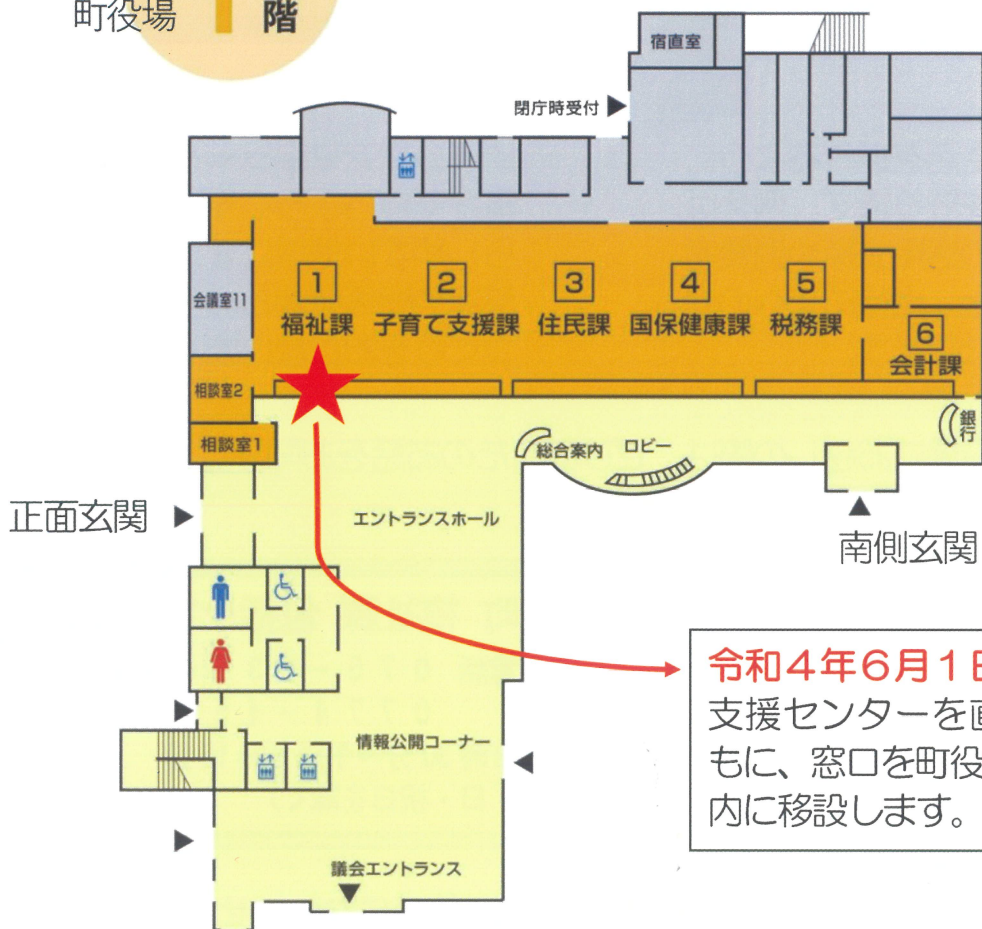 町役場 1階
宿直室
閉庁時受付
会議室11
1
福祉課
2
子育て支援課
3
住民課
4
国保健康課
5
税務課
6
会計課
相談室2
相談室1
総合案内
ロビー
銀行
正面玄関
エントランスホール
南側玄関
令和4年6月1日
支援センターを
もに、窓口を町役
内に移設します。
情報公開コーナー
議会エントランス